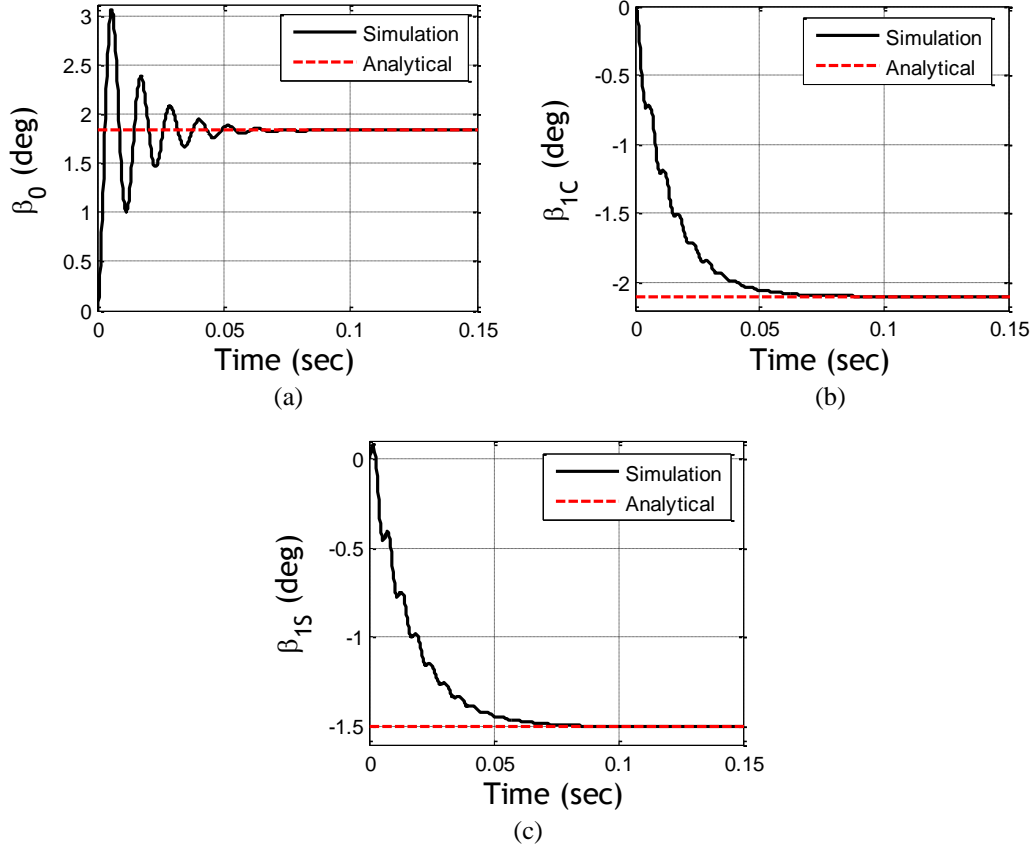 3
2.5
2
1.5
1
0.5
0
β0 (deg)
Simulation
Analytical
0 0.05 0.1 0.15
Time (sec)
(a)
0
-0.5
-1
-1.5
-2
β1C (deg)
Simulation
Analytical
0 0.05 0.1 0.15
Time (sec)
(b)
0
-0.5
-1
-1.5
β1S (deg)
Simulation
Analytical
0 0.05 0.1 0.15
Time (sec)
(c)